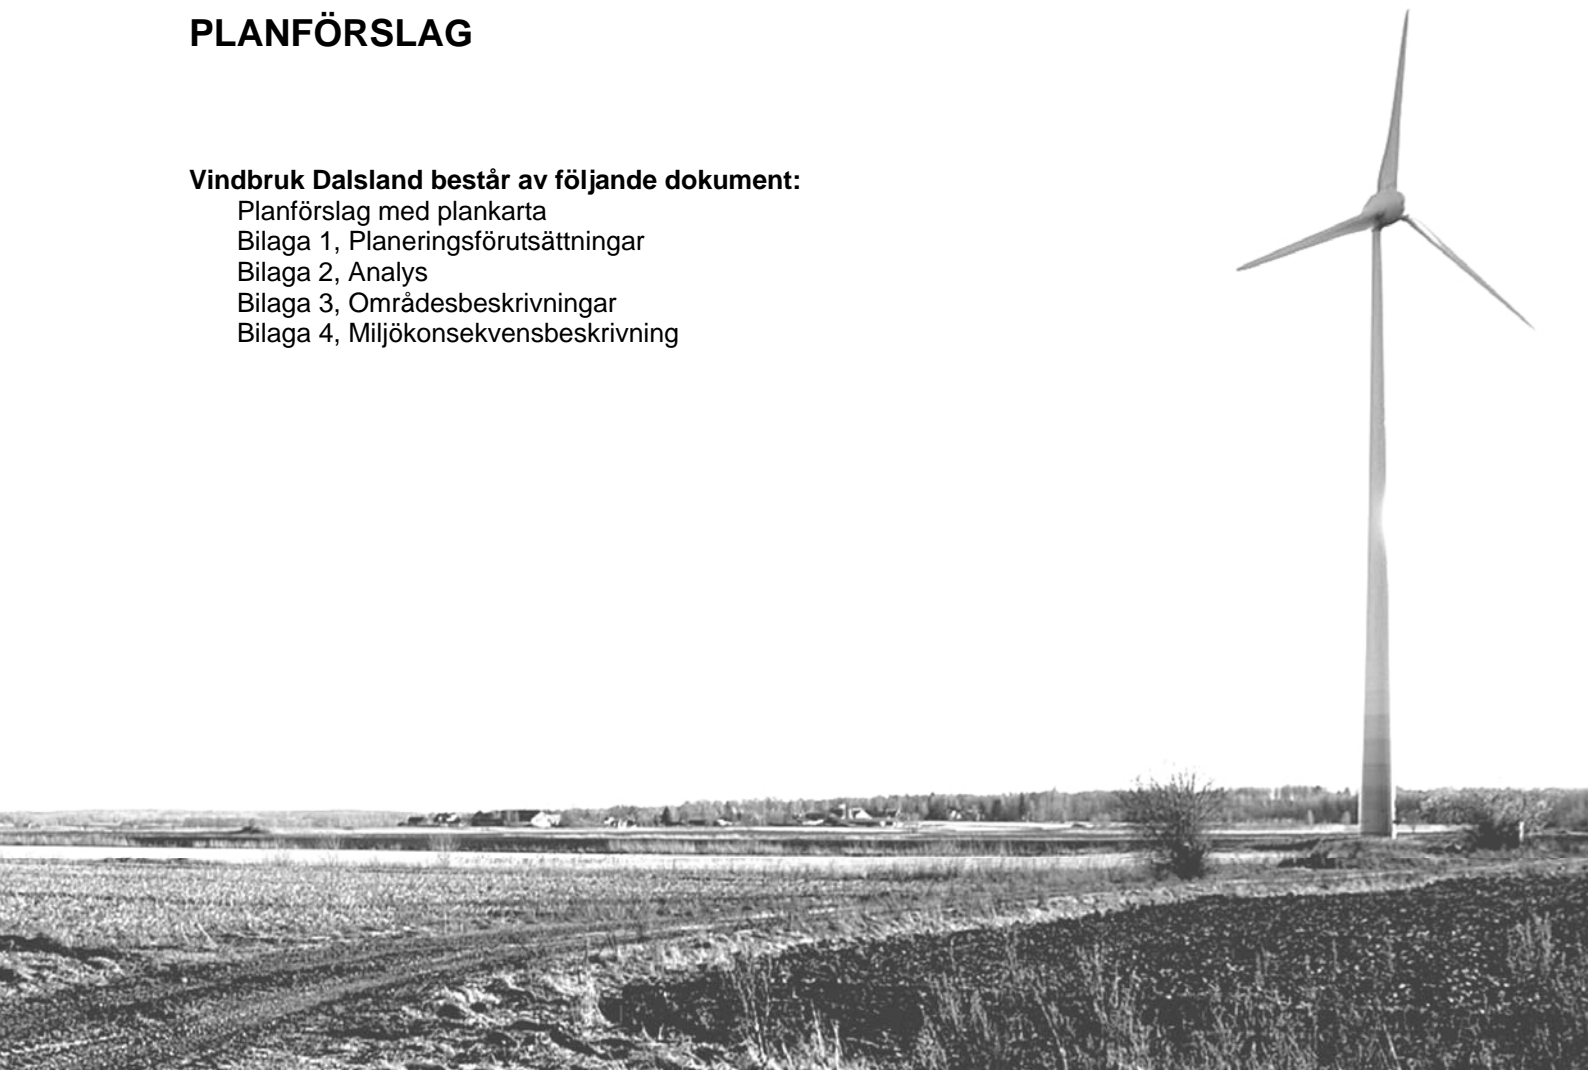 PLANFÖRSLAG
Vindbruk Dalsland består av följande dokument:
Planförslag med plankarta
Bilaga 1, Planeringsförutsättningar
Bilaga 2, Analys
Bilaga 3, Områdesbeskrivningar
Bilaga 4, Miljökonsekvensbeskrivning